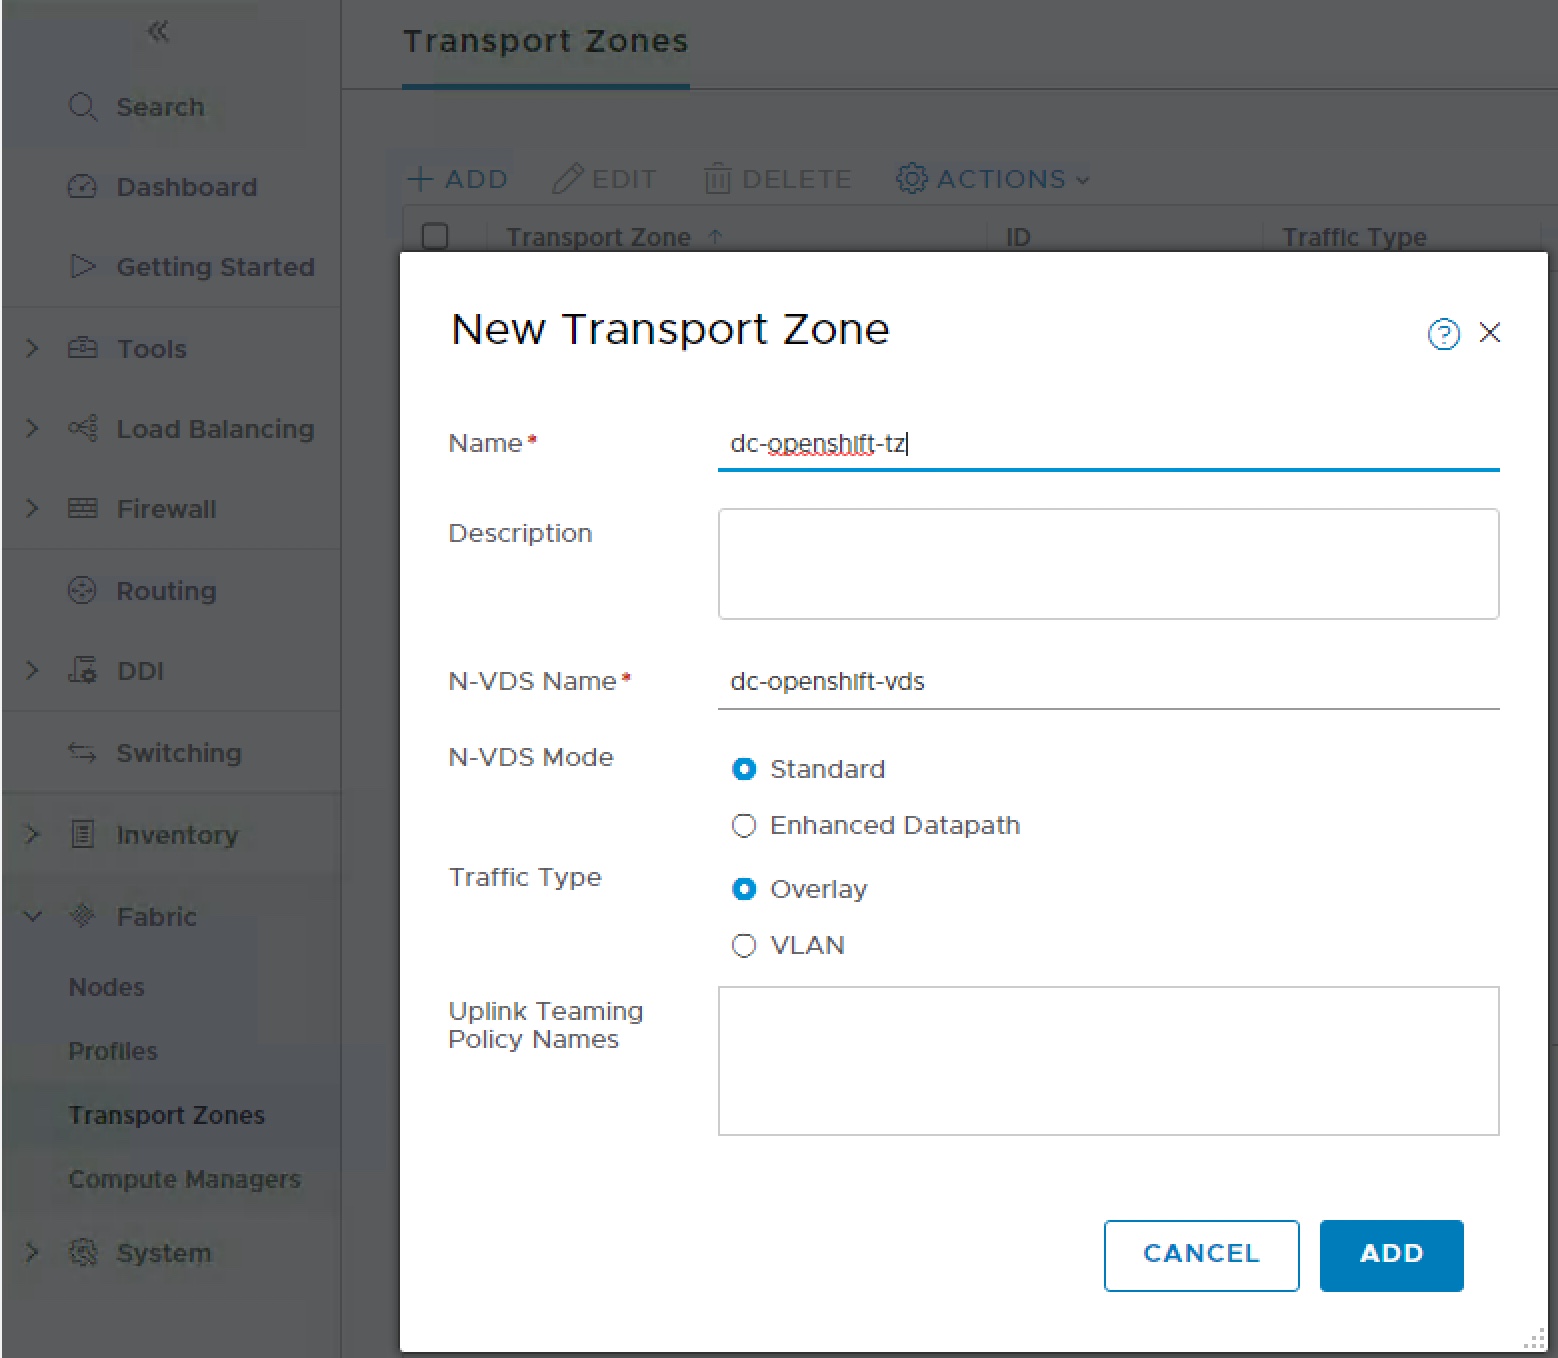 Transport Zones
Search
Dashboard
Getting Started
Tools
Load Balancing
Firewall
Routing
DDI
Switching
Inventory
Fabric
Nodes
Profiles
Transport Zones
Compute Managers
System
ADD EDIT DELETE ACTIONS
Transport Zone ID Traffic Type
New Transport Zone
Name* dc-openshift-tz
Description
N-VDS Name* dc-openshift-vds
N-VDS Mode
Standard
Enhanced Datapath
Traffic Type
Overlay
VLAN
Uplink Teaming
Policy Names
CANCEL ADD